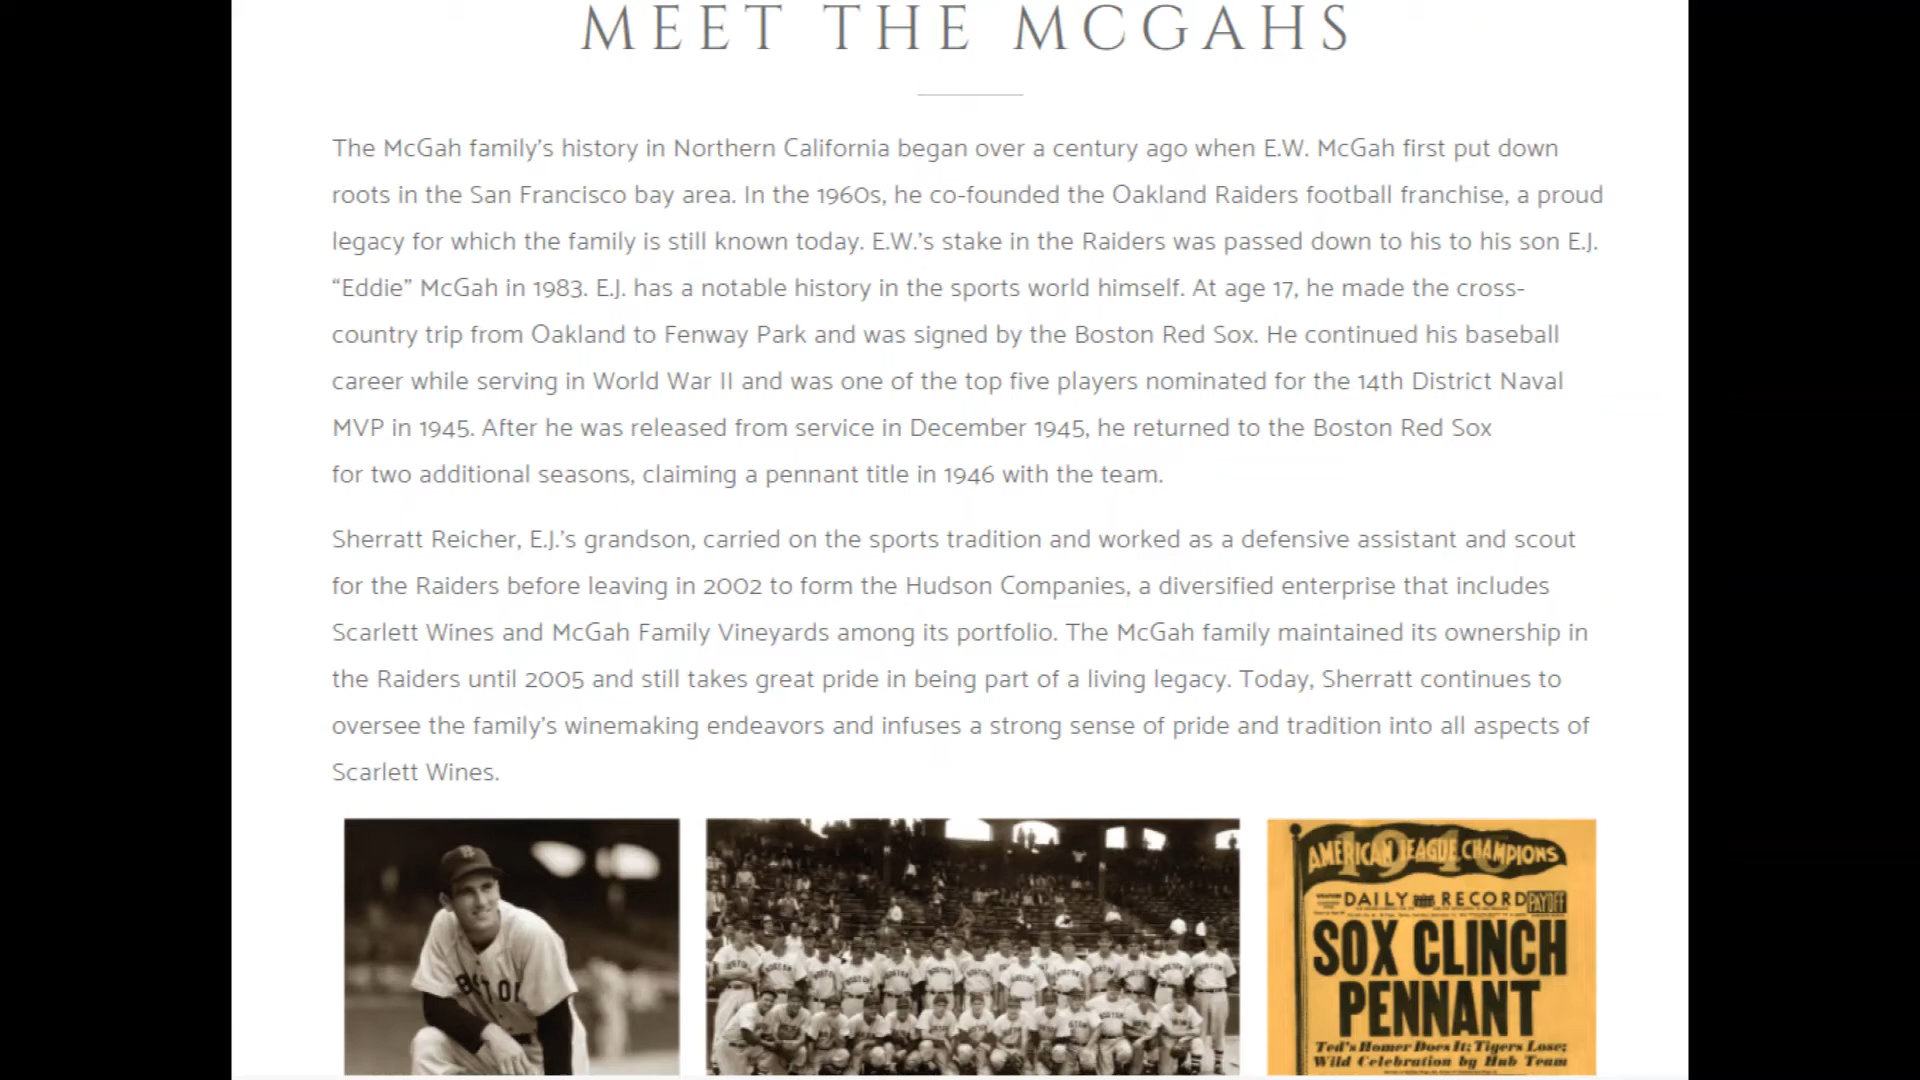 MEET THE MCGAHS
The McGah family's history in Northern California began over a century ago when E.W. McGah first put down
roots in the San Francisco bay area. In the 1960s, he co-founded the Oakland Raiders football franchise, a proud
legacy for which the family is still known today. E.W.'s stake in the Raiders was passed down to his to his son E.J.
“Eddie” McGah in 1983. E.J. has a notable history in the sports world himself. At age 17, he made the cross-
country trip from Oakland to Fenway Park and was signed by the Boston Red Sox. He continued his baseball
career while serving in World War II and was one of the top five players nominated for the 14th District Naval
MVP in 1945. After he was released from service in December 1945, he returned to the Boston Red Sox
for two additional seasons, claiming a pennant title in 1946 with the team.
Sherratt Reicher, E.J.'s grandson, carried on the sports tradition and worked as a defensive assistant and scout
for the Raiders before leaving in 2002 to form the Hudson Companies, a diversified enterprise that includes
Scarlett Wines and McGah Family Vineyards among its portfolio. The McGah family maintained its ownership in
the Raiders until 2005 and still takes great pride in being part of a living legacy. Today, Sherratt continues to
oversee the family's winemaking endeavors and infuses a strong sense of pride and tradition into all aspects of
Scarlett Wines.
BOSTON
1946
AMERICAN LEAGUE CHAMPIONS
DAILY RECORD PAYOFF
SOX CLINCH
PENNANT
Ted's Homer Does It; Tigers Lose;
Wild Celebration by Hub Team